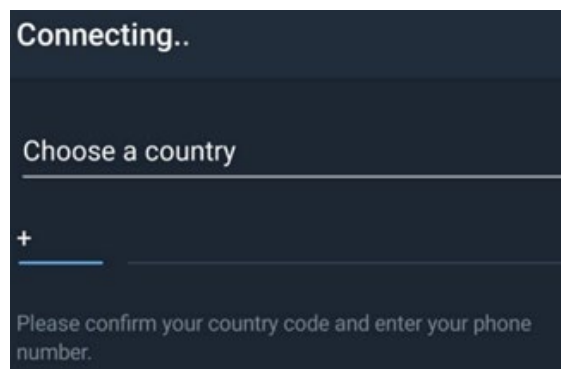 Connecting..
Choose a country
+
Please confirm your country code and enter your phone
number.